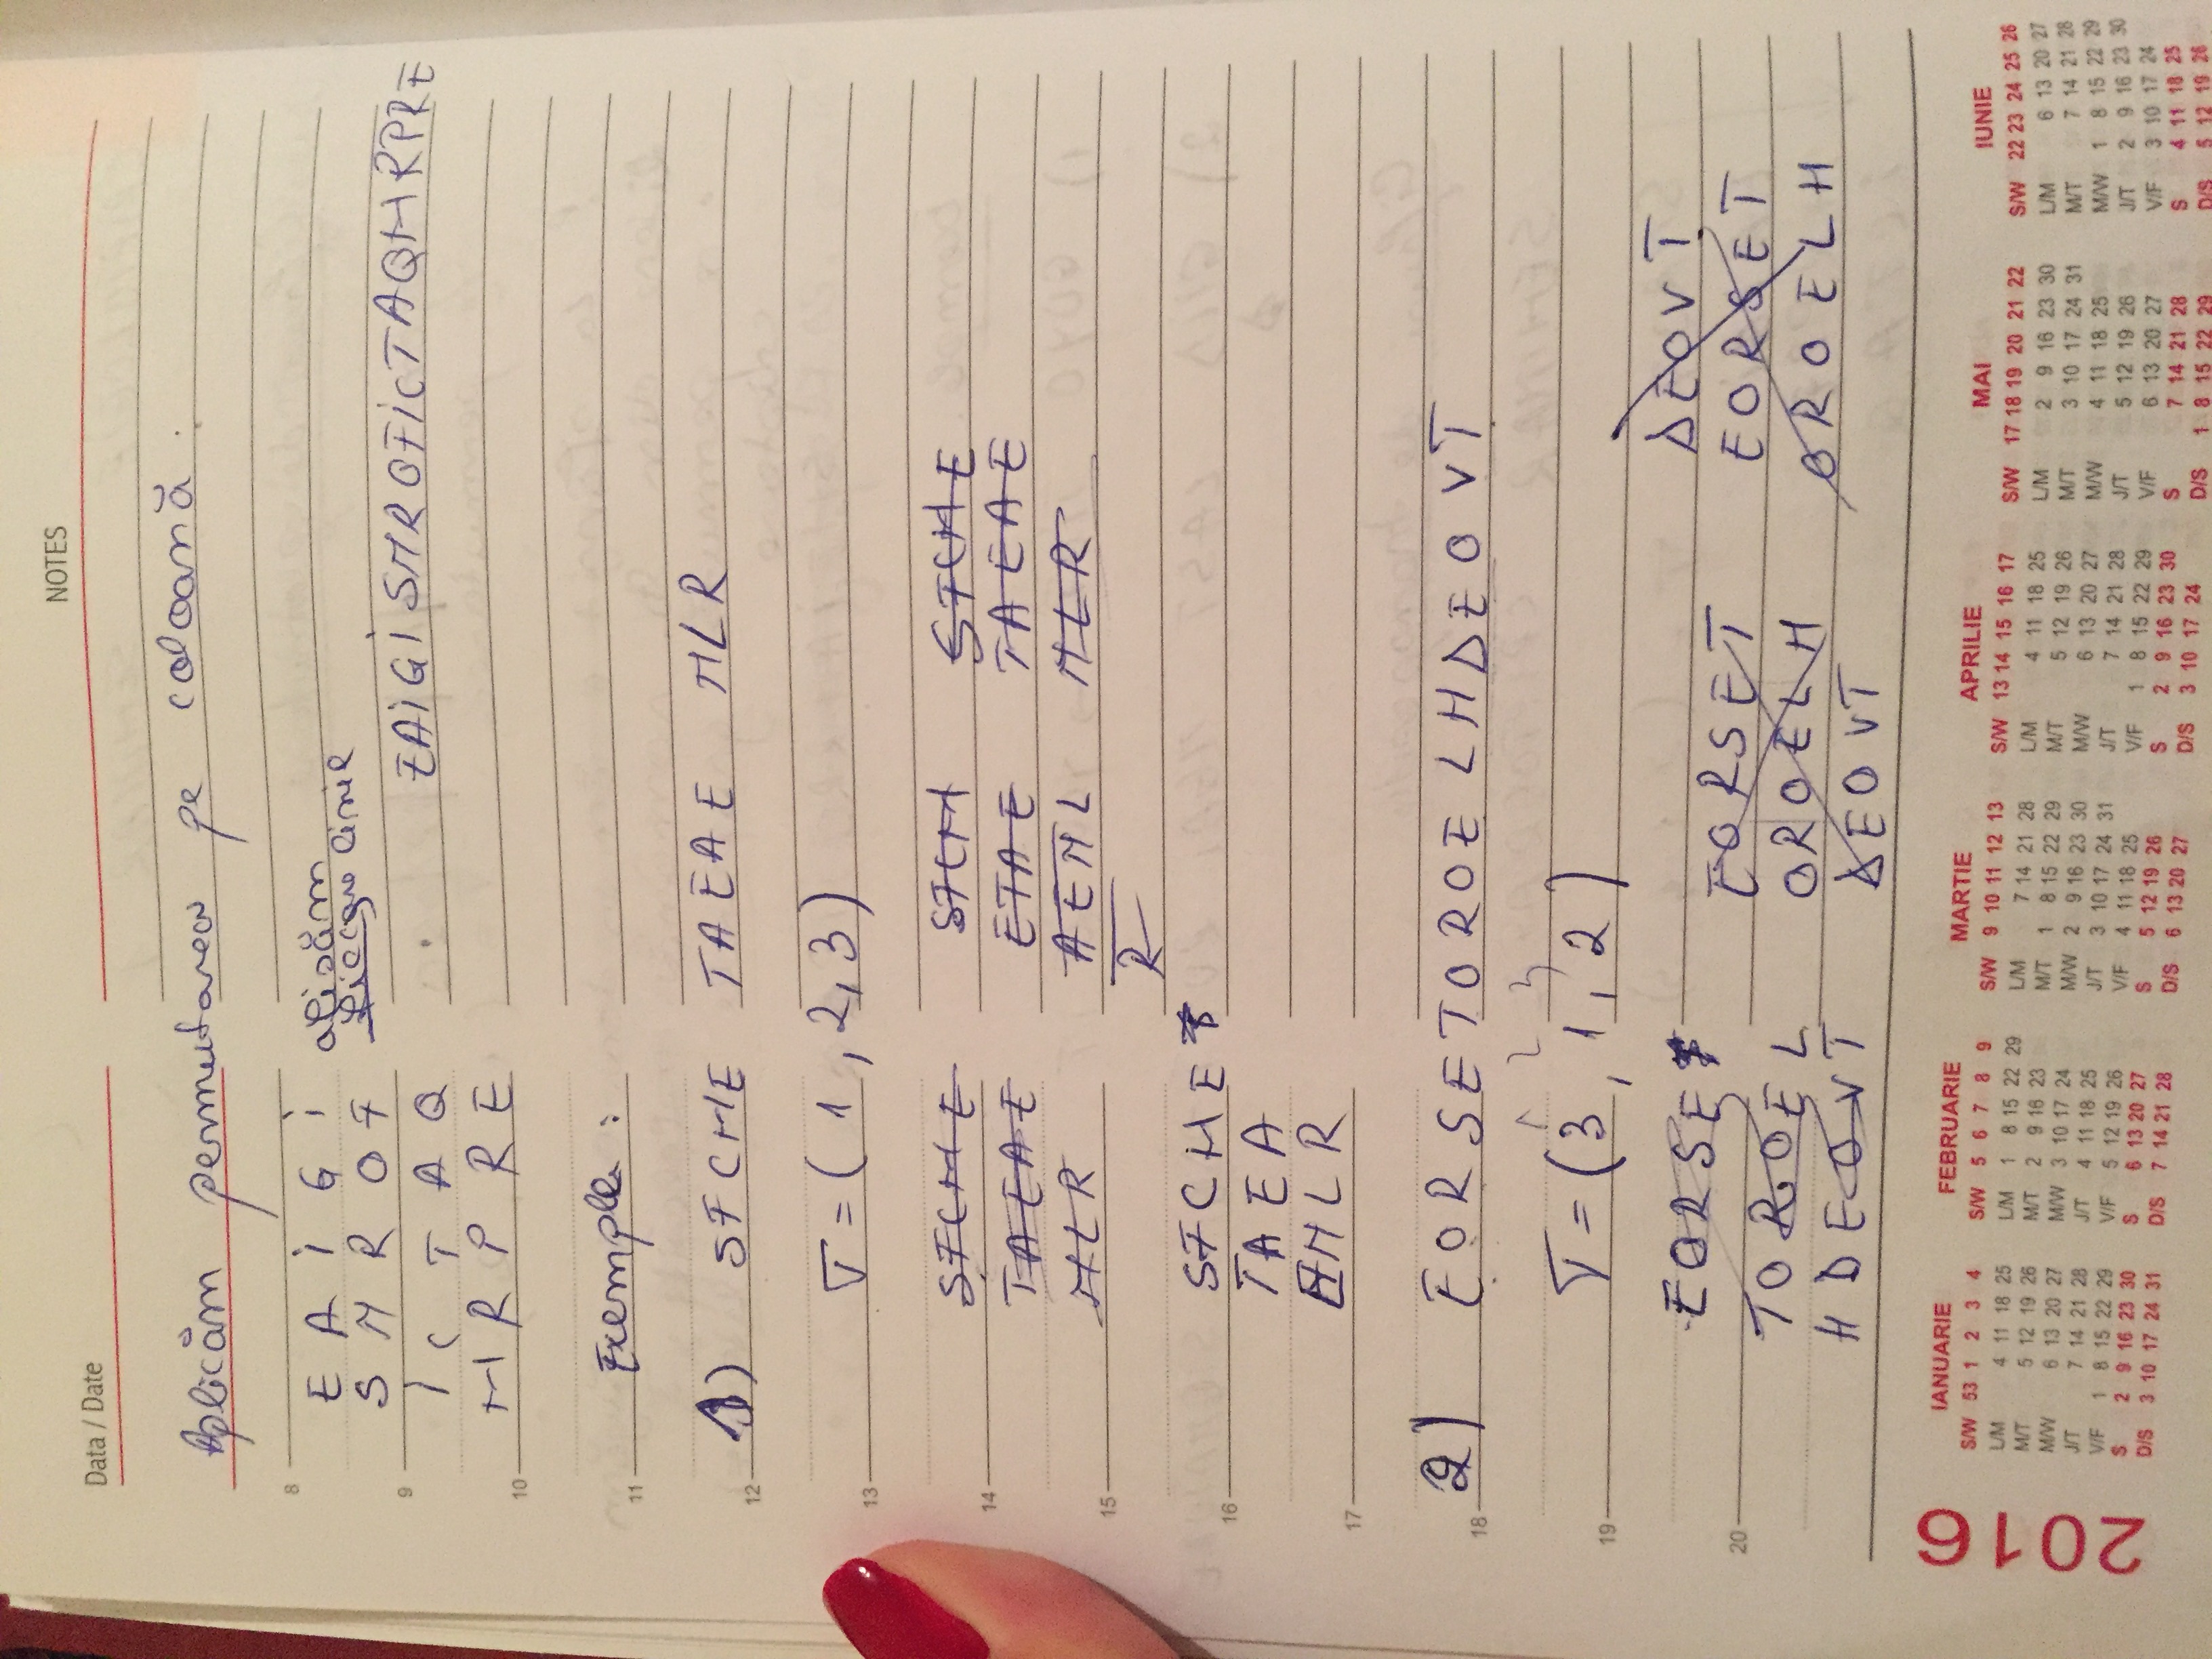 NOTES
Data / Date
Aplicăm permutarea pe coloană:
8
E A I G I afisăm
S M R O F linie
9
EAIGISMROFICTAQMRPRE
I C T A Q
M R P R E
10
Exemple:
11
1) SFCME TAEAE MLR
12
σ = (1, 2, 3)
13
SFCME SFCM SFCME
14
TAEAE ETAE TAEAE
MLR AEML MLR
15
R
SFCME
16
TAEA
EMLR
17
2) EORSETOROELHDEOVT
18
1 2 3
σ = (3, 1, 2)
19
DEOVT
EORSE
EORSET EORSET
20
TOROEL
OROELH OROELH
HDEOVT
DEOVT
2016
IANUARIE FEBRUARIE MARTIE APRILIE MAI IUNIE
S/W 53 1 2 3 4 S/W 5 6 7 8 9 S/W 9 10 11 12 13 S/W 13 14 15 16 17 S/W 17 18 19 20 21 22 S/W 22 23 24 25 26
L/M 4 11 18 25 L/M 1 8 15 22 29 L/M 7 14 21 28 L/M 4 11 18 25 L/M 2 9 16 23 30 L/M 6 13 20 27
M/T 5 12 19 26 M/T 2 9 16 23 M/T 1 8 15 22 29 M/T 5 12 19 26 M/T 3 10 17 24 31 M/T 7 14 21 28
M/W 6 13 20 27 M/W 3 10 17 24 M/W 2 9 16 23 30 M/W 6 13 20 27 M/W 4 11 18 25 M/W 1 8 15 22 29
J/T 7 14 21 28 J/T 4 11 18 25 J/T 3 10 17 24 31 J/T 7 14 21 28 J/T 5 12 19 26 J/T 2 9 16 23 30
V/F 1 8 15 22 29 V/F 5 12 19 26 V/F 4 11 18 25 V/F 1 8 15 22 29 V/F 6 13 20 27 V/F 3 10 17 24
S 2 9 16 23 30 S 6 13 20 27 S 5 12 19 26 S 2 9 16 23 30 S 7 14 21 28 S 4 11 18 25
D/S 3 10 17 24 31 D/S 7 14 21 28 D/S 6 13 20 27 D/S 3 10 17 24 D/S 1 8 15 22 29 D/S 5 12 19 26